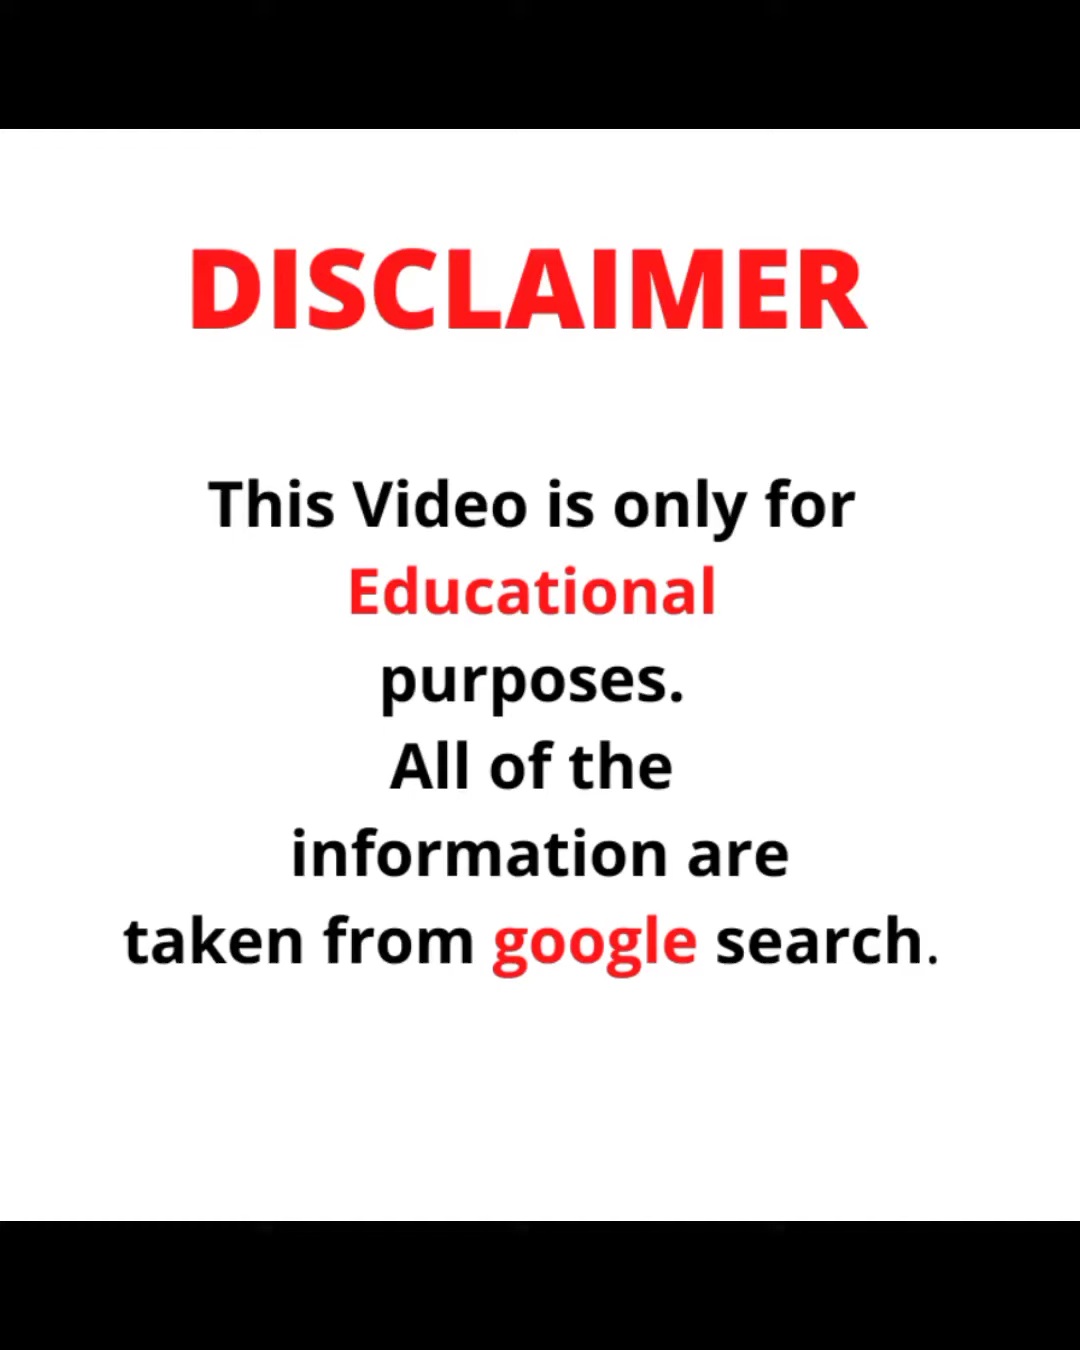 DISCLAIMER
This Video is only for
Educational
purposes.
All of the
information are
taken from google search.